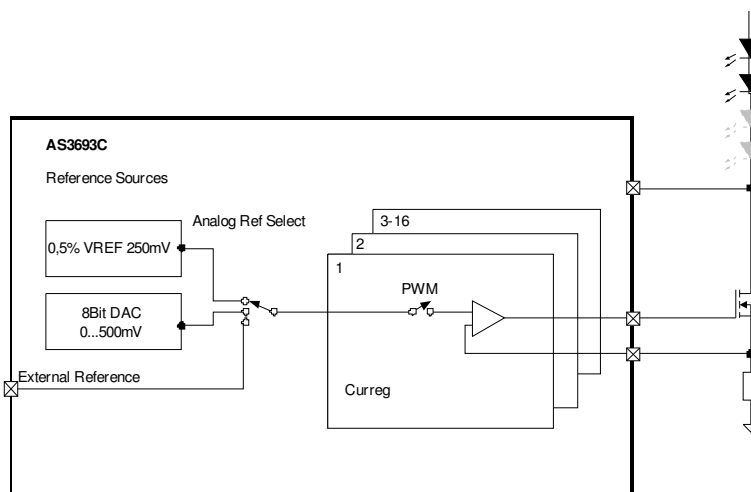 AS3693C
Reference Sources
Analog Ref Select
0,5% VREF 250mV
8Bit DAC
0...500mV
External Reference
3-16
2
1
PWM
Curreg